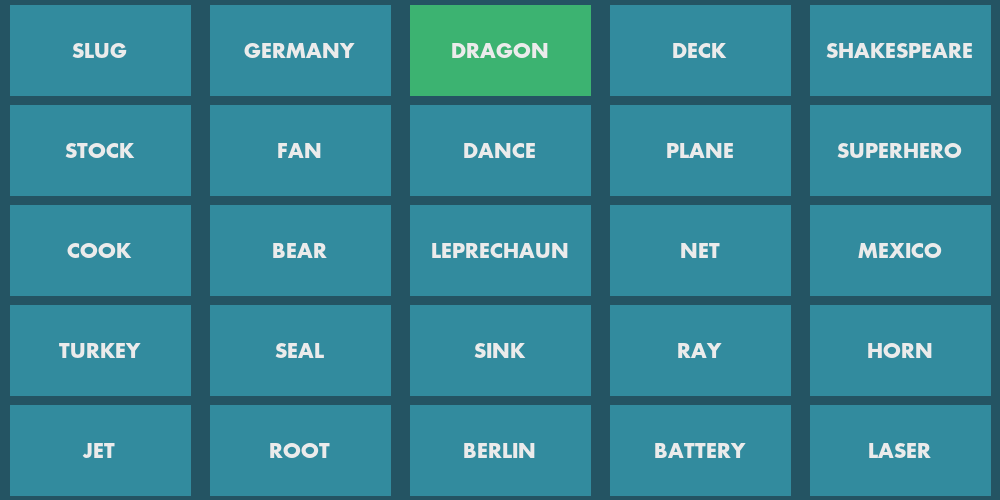 SLUG GERMANY DRAGON DECK SHAKESPEARE
STOCK FAN DANCE PLANE SUPERHERO
COOK BEAR LEPRECHAUN NET MEXICO
TURKEY SEAL SINK RAY HORN
JET ROOT BERLIN BATTERY LASER